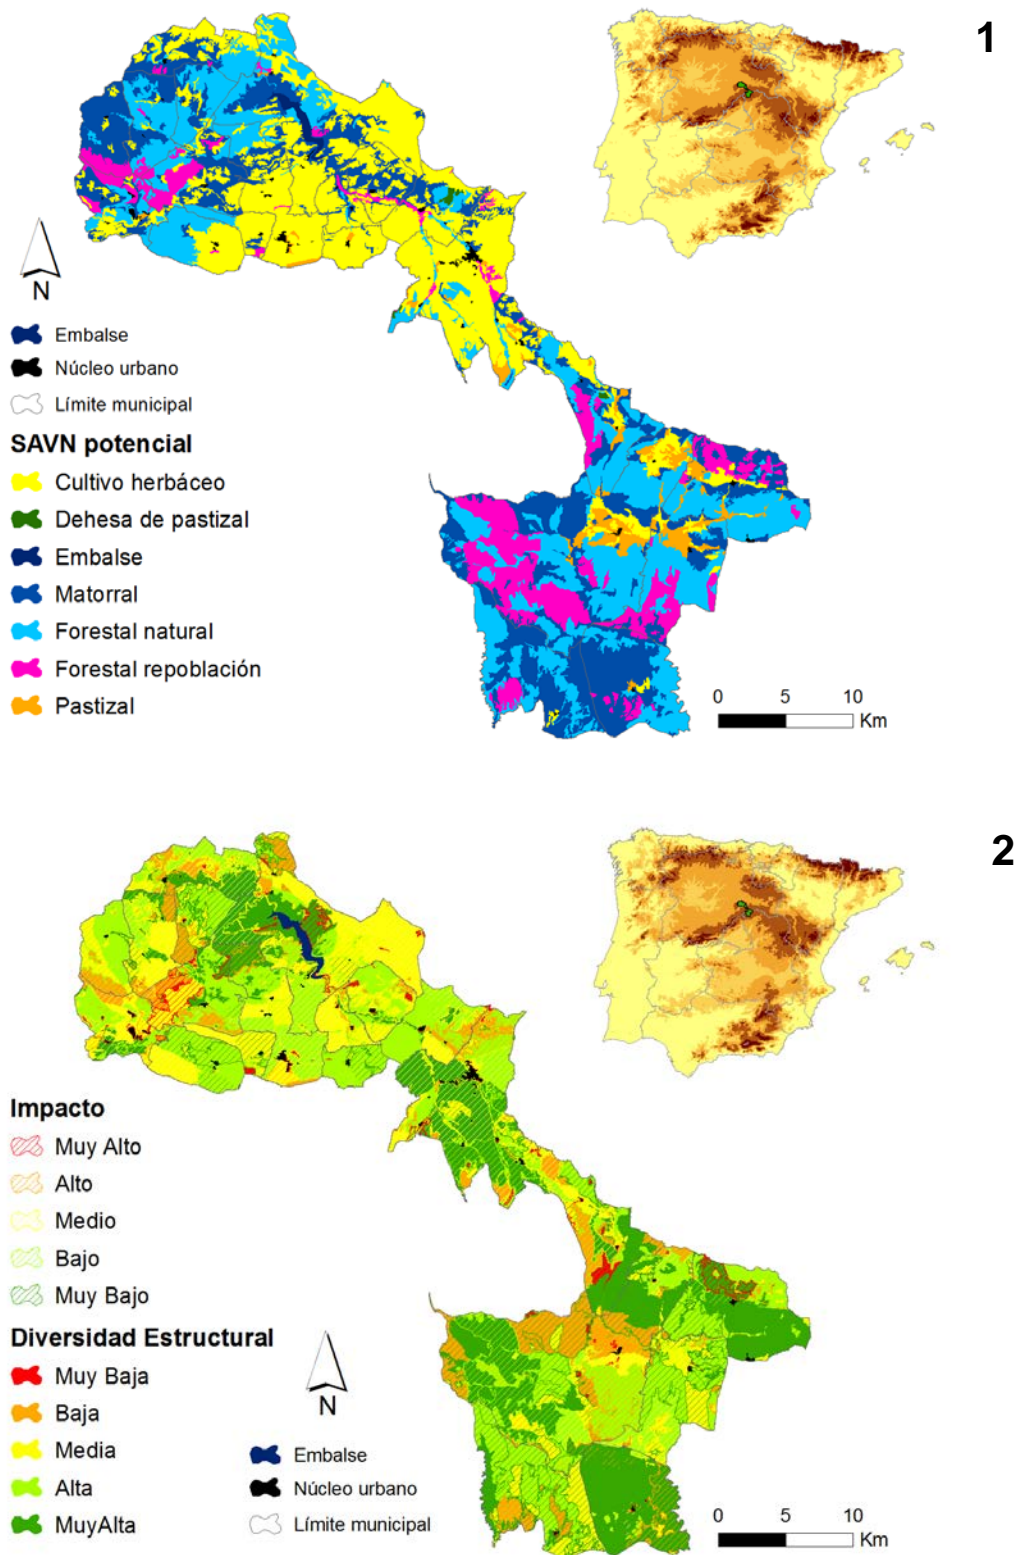 1
N
Embalse
Núcleo urbano
Límite municipal
SAVN potencial
Cultivo herbáceo
Dehesa de pastizal
Embalse
Matorral
Forestal natural
Forestal repoblación
Pastizal
0 5 10
Km
2
Impacto
Muy Alto
Alto
Medio
Bajo
Muy Bajo
Diversidad Estructural
Muy Baja
Baja
Media
Alta
MuyAlta
N
Embalse
Núcleo urbano
Límite municipal
0 5 10
Km